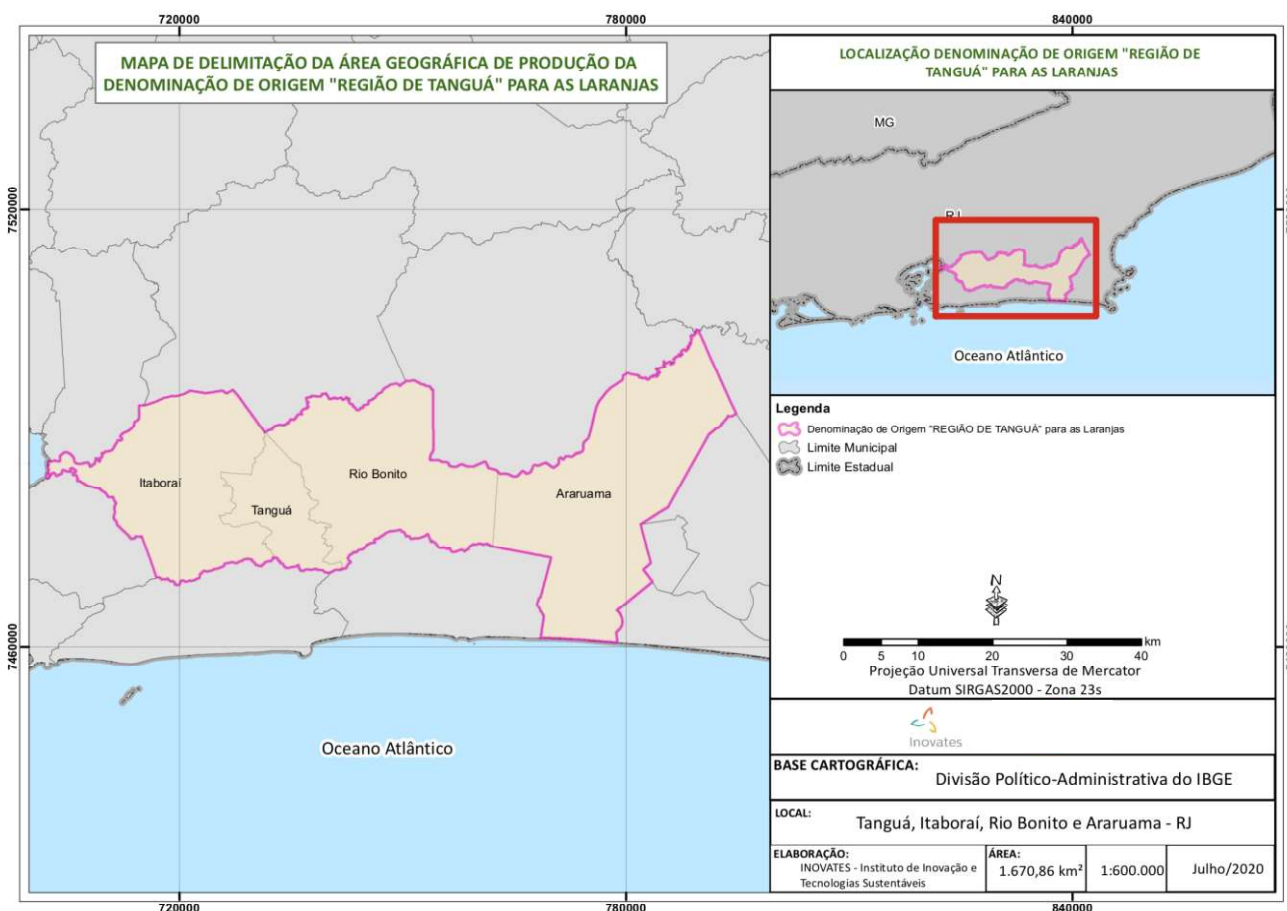 720000
780000
840000
MAPA DE DELIMITAÇÃO DA ÁREA GEOGRÁFICA DE PRODUÇÃO DA
DENOMINAÇÃO DE ORIGEM "REGIÃO DE TANGUÁ" PARA AS LARANJAS
7520000
7460000
Itaboraí
Tanguá
Rio Bonito
Araruama
Oceano Atlântico
LOCALIZAÇÃO DENOMINAÇÃO DE ORIGEM "REGIÃO DE
TANGUÁ" PARA AS LARANJAS
MG
RJ
Oceano Atlântico
Legenda
Denominação de Origem "REGIÃO DE TANGUÁ" para as Laranjas
Limite Municipal
Limite Estadual
N
km
0 5 10 20 30 40
Projeção Universal Transversa de Mercator
Datum SIRGAS2000 - Zona 23s
Inovates
BASE CARTOGRÁFICA:
Divisão Político-Administrativa do IBGE
LOCAL:
Tanguá, Itaboraí, Rio Bonito e Araruama - RJ
ELABORAÇÃO:
INOVATES - Instituto de Inovação e
Tecnologias Sustentáveis
ÁREA:
1.670,86 km²
1:600.000
Julho/2020
720000
780000
840000